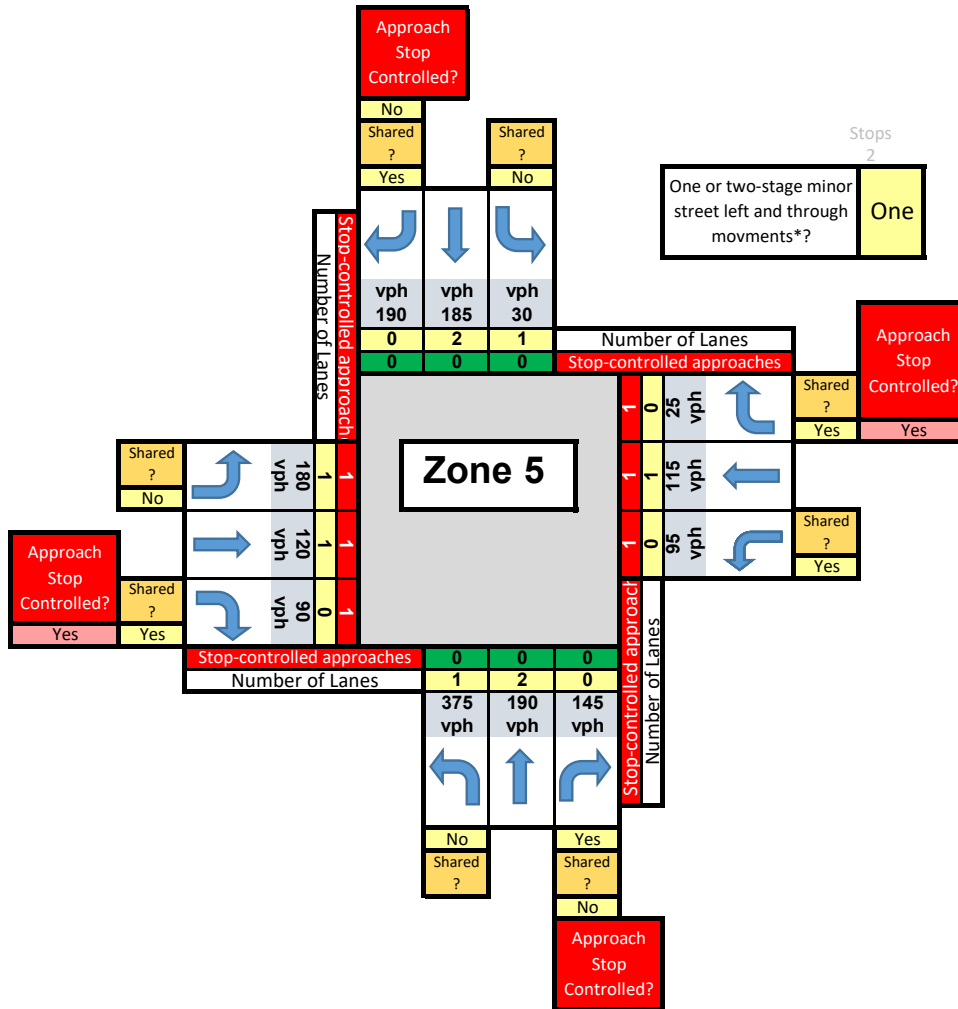 Approach
Stop
Controlled?
No
Shared
?
Yes
Shared
?
No
Stops
2
One or two-stage minor
street left and through
movments*?
One
vph
190
vph
185
vph
30
0
2
1
0
0
0
Number of Lanes
Stop-controlled approaches
Number of Lanes
Stop-controlled approache
Approach
Stop
Controlled?
Yes
Shared
?
Yes
1
0
25
vph
1
1
115
vph
1
0
95
vph
Shared
?
Yes
Zone 5
Shared
?
No
180
vph
1
1
120
vph
1
1
90
vph
0
1
Approach
Stop
Controlled?
Yes
Shared
?
Yes
Stop-controlled approaches
0
0
0
Number of Lanes
1
2
0
375
vph
190
vph
145
vph
Stop-controlled approach
Number of Lanes
No
Shared
?
Yes
Shared
?
No
Approach
Stop
Controlled?